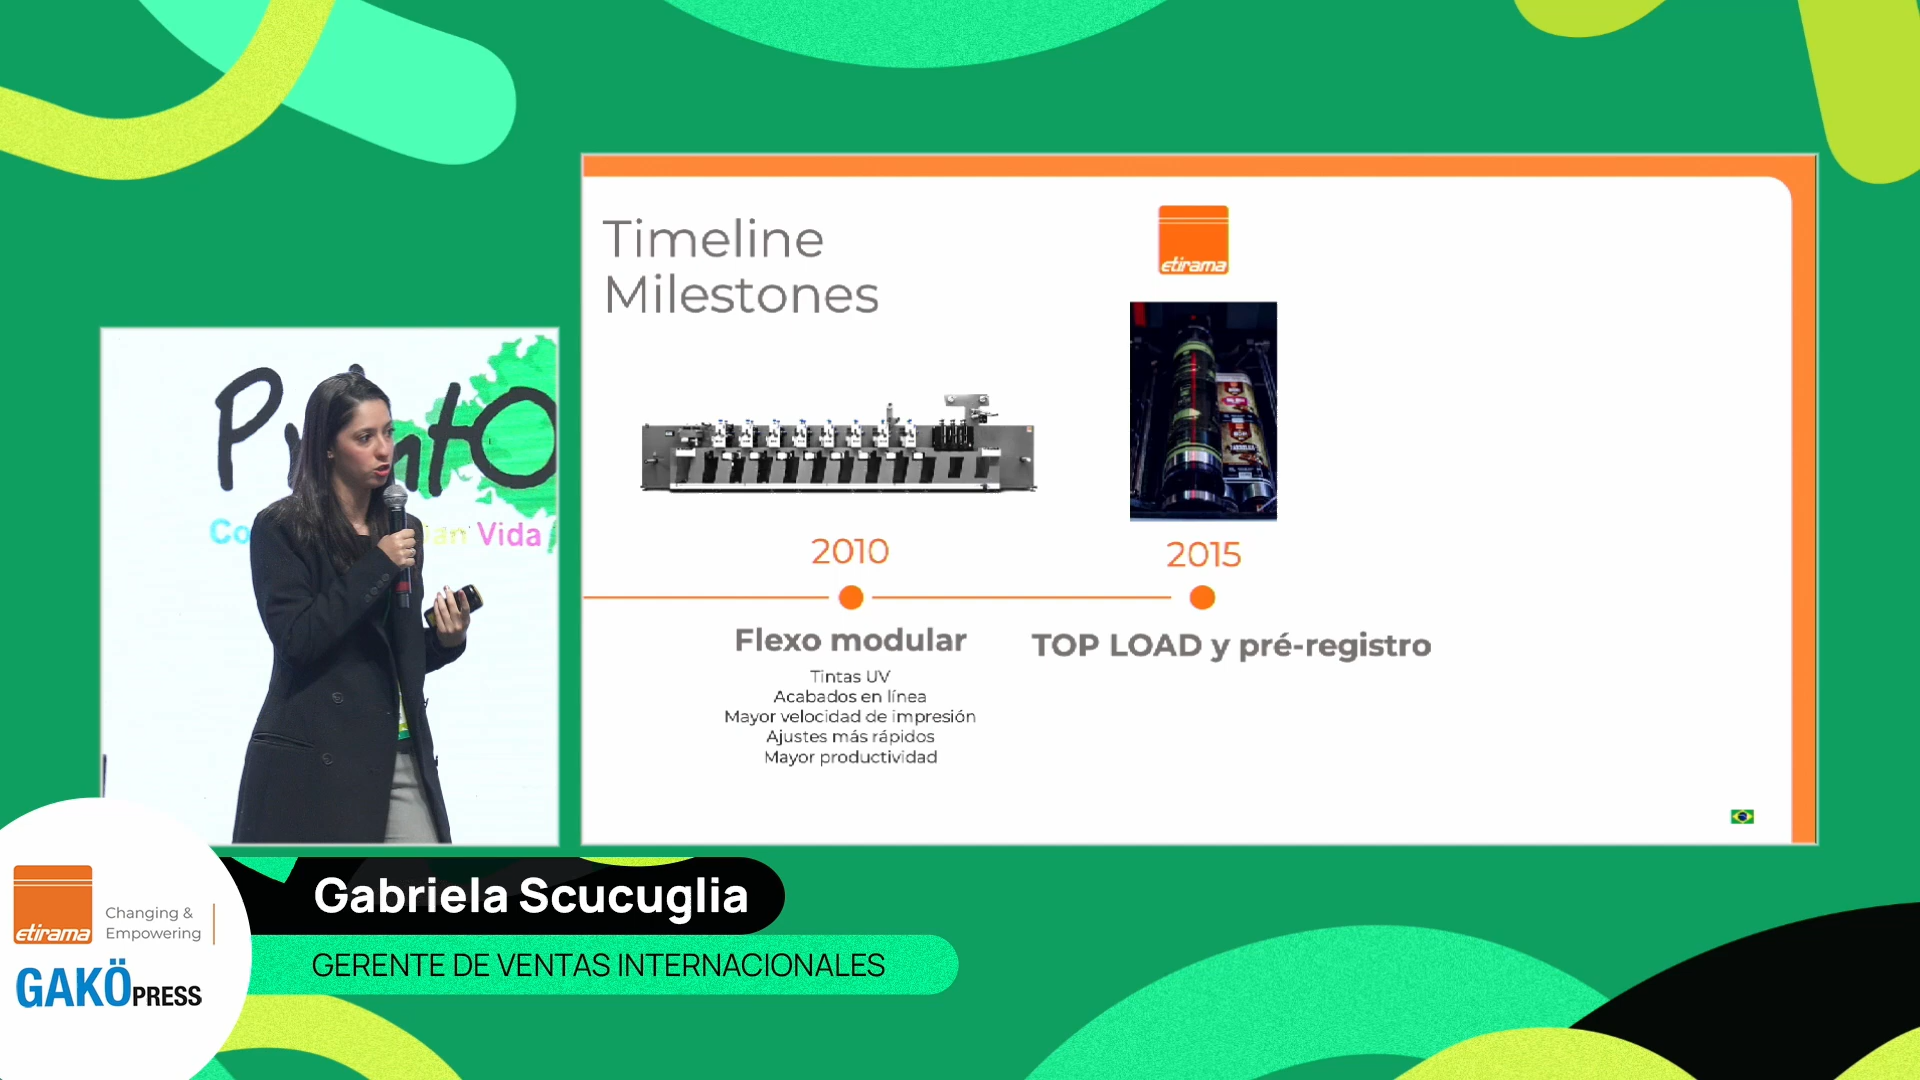 Timeline
Milestones
etirama
2010
2015
Flexo modular
TOP LOAD y pré-registro
Tintas UV
Acabados en línea
Mayor velocidad de impresión
Ajustes más rápidos
Mayor productividad
Vida
Gabriela Scucuglia
GERENTE DE VENTAS INTERNACIONALES
etirama
Changing &
Empowering
GAKÖPRESS